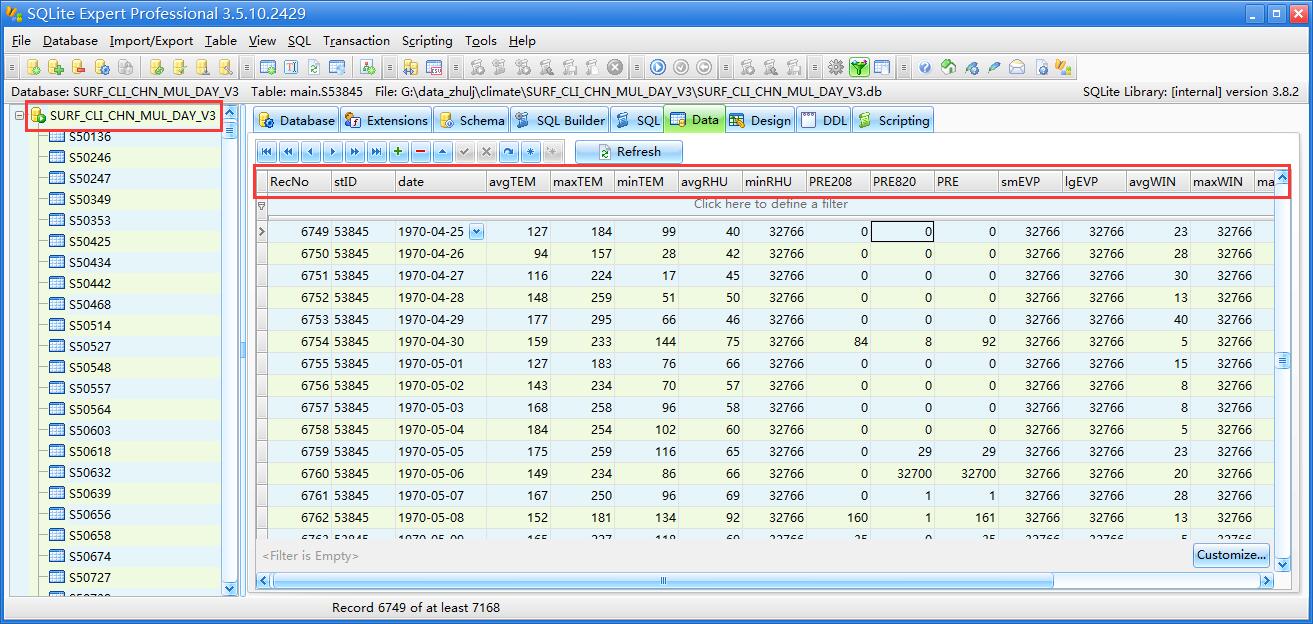 SQLite Expert Professional 3.5.10.2429
File Database Import/Export Table View SQL Transaction Scripting Tools Help
Database: SURF_CLI_CHN_MUL_DAY_V3 Table: main.S53845 File: G:\data_zhulj\climate\SURF_CLI_CHN_MUL_DAY_V3\SURF_CLI_CHN_MUL_DAY_V3.db SQLite Library: [internal] version 3.8.2
SURF_CLI_CHN_MUL_DAY_V3
S50136
S50246
S50247
S50349
S50353
S50425
S50434
S50442
S50468
S50514
S50527
S50548
S50557
S50564
S50603
S50618
S50632
S50639
S50656
S50658
S50674
S50727
Database Extensions Schema SQL Builder SQL Data Design DDL Scripting
Refresh
RecNo stID date avgTEM maxTEM minTEM avgRHU minRHU PRE208 PRE820 PRE smEVP lgEVP avgWIN maxWIN ma
Click here to define a filter
6749 53845 1970-04-25 127 184 99 40 32766 0 0 0 32766 32766 23 32766
6750 53845 1970-04-26 94 157 28 42 32766 0 0 0 32766 32766 28 32766
6751 53845 1970-04-27 116 224 17 45 32766 0 0 0 32766 32766 30 32766
6752 53845 1970-04-28 148 259 51 50 32766 0 0 0 32766 32766 13 32766
6753 53845 1970-04-29 177 295 66 46 32766 0 0 0 32766 32766 40 32766
6754 53845 1970-04-30 159 233 144 75 32766 84 8 92 32766 32766 5 32766
6755 53845 1970-05-01 127 183 76 66 32766 0 0 0 32766 32766 15 32766
6756 53845 1970-05-02 143 234 70 57 32766 0 0 0 32766 32766 8 32766
6757 53845 1970-05-03 168 258 96 58 32766 0 0 0 32766 32766 8 32766
6758 53845 1970-05-04 184 254 102 60 32766 0 0 0 32766 32766 5 32766
6759 53845 1970-05-05 175 259 116 65 32766 0 29 29 32766 32766 23 32766
6760 53845 1970-05-06 149 234 86 66 32766 0 32700 32700 32766 32766 20 32766
6761 53845 1970-05-07 167 250 96 69 32766 0 1 1 32766 32766 28 32766
6762 53845 1970-05-08 152 181 134 92 32766 160 1 161 32766 32766 13 32766
<Filter is Empty>
Customize...
Record 6749 of at least 7168